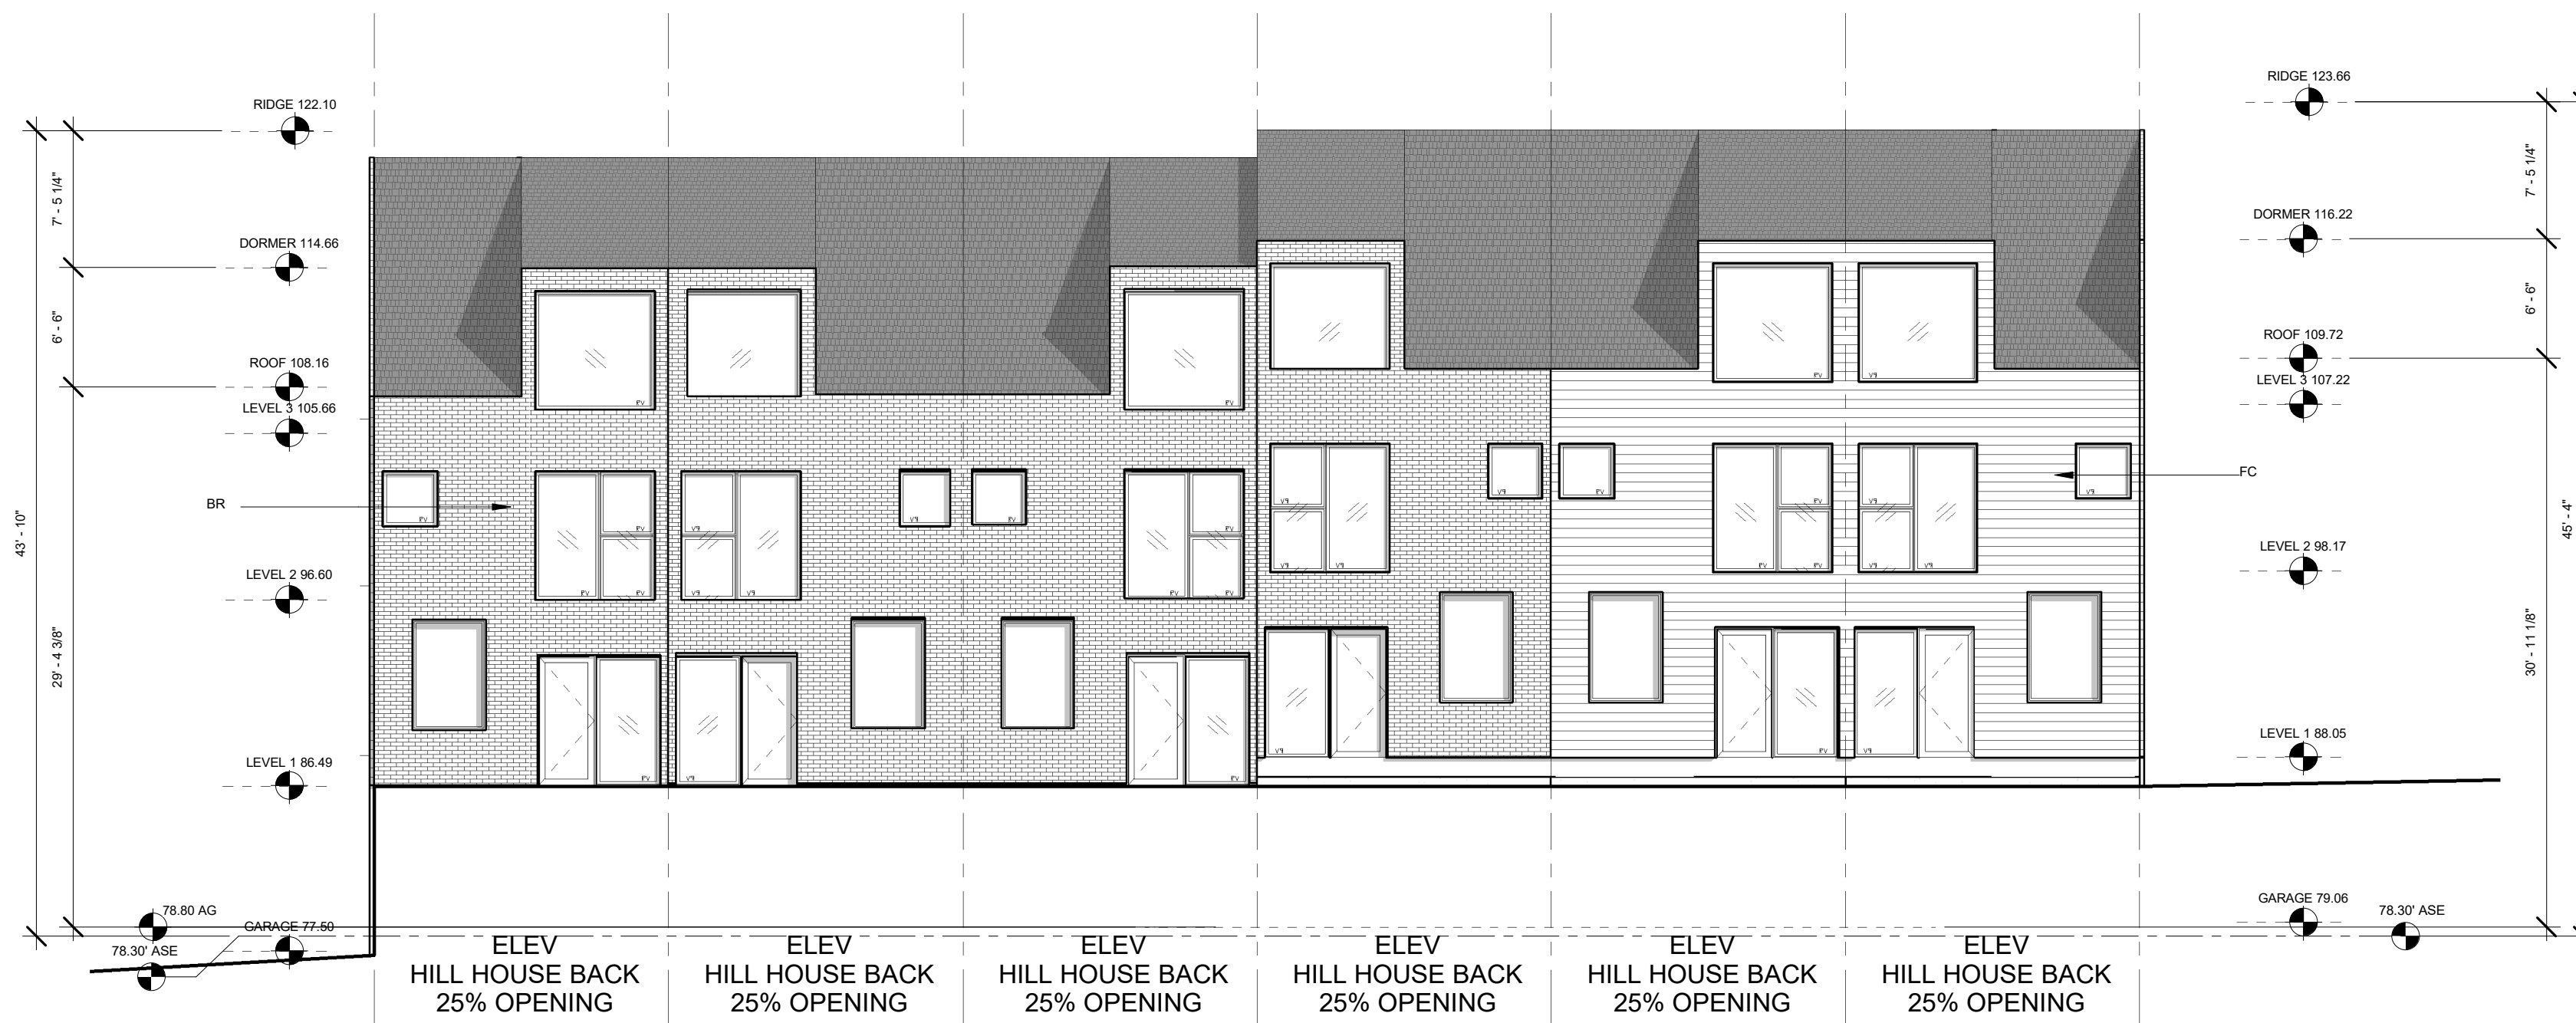 RIDGE 122.10
DORMER 114.66
ROOF 108.16
LEVEL 3 105.66
BR
LEVEL 2 96.60
LEVEL 1 86.49
78.80 AG
GARAGE 77.50
78.30' ASE
7' - 5 1/4"
6' - 6"
29' - 4 3/8"
43' - 10"
RIDGE 123.66
DORMER 116.22
ROOF 109.72
LEVEL 3 107.22
FC
LEVEL 2 98.17
LEVEL 1 88.05
GARAGE 79.06
78.30' ASE
7' - 5 1/4"
6' - 6"
30' - 11 1/8"
45' - 4"
ELEV
HILL HOUSE BACK
25% OPENING
ELEV
HILL HOUSE BACK
25% OPENING
ELEV
HILL HOUSE BACK
25% OPENING
ELEV
HILL HOUSE BACK
25% OPENING
ELEV
HILL HOUSE BACK
25% OPENING
ELEV
HILL HOUSE BACK
25% OPENING